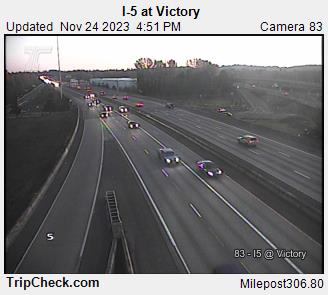 I-5 at Victory
Updated Nov 24 2023 4:51 PM Camera 83
S
83 - I5 @ Victory
TripCheck.com Milepost306.80